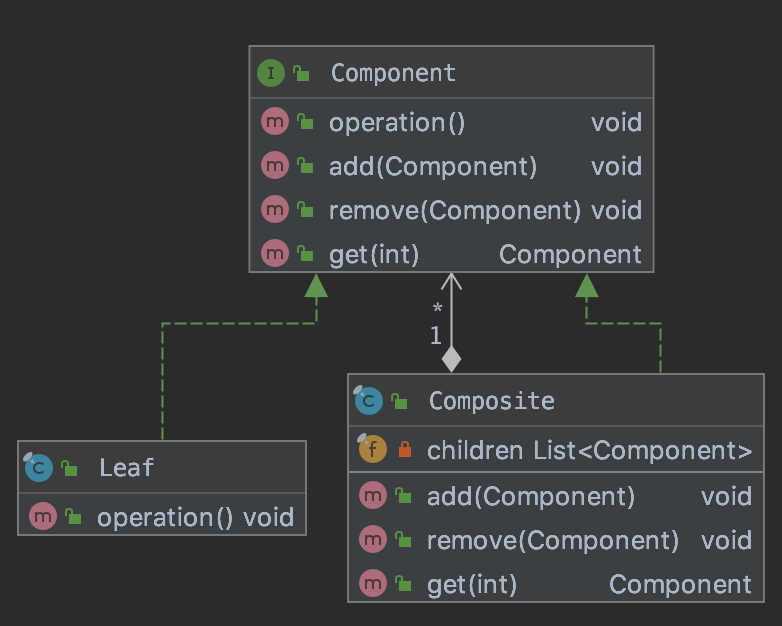 I Component
m operation() void
m add(Component) void
m remove(Component) void
m get(int) Component
*
1
C Composite
f children List<Component>
m add(Component) void
m remove(Component) void
m get(int) Component
C Leaf
m operation() void